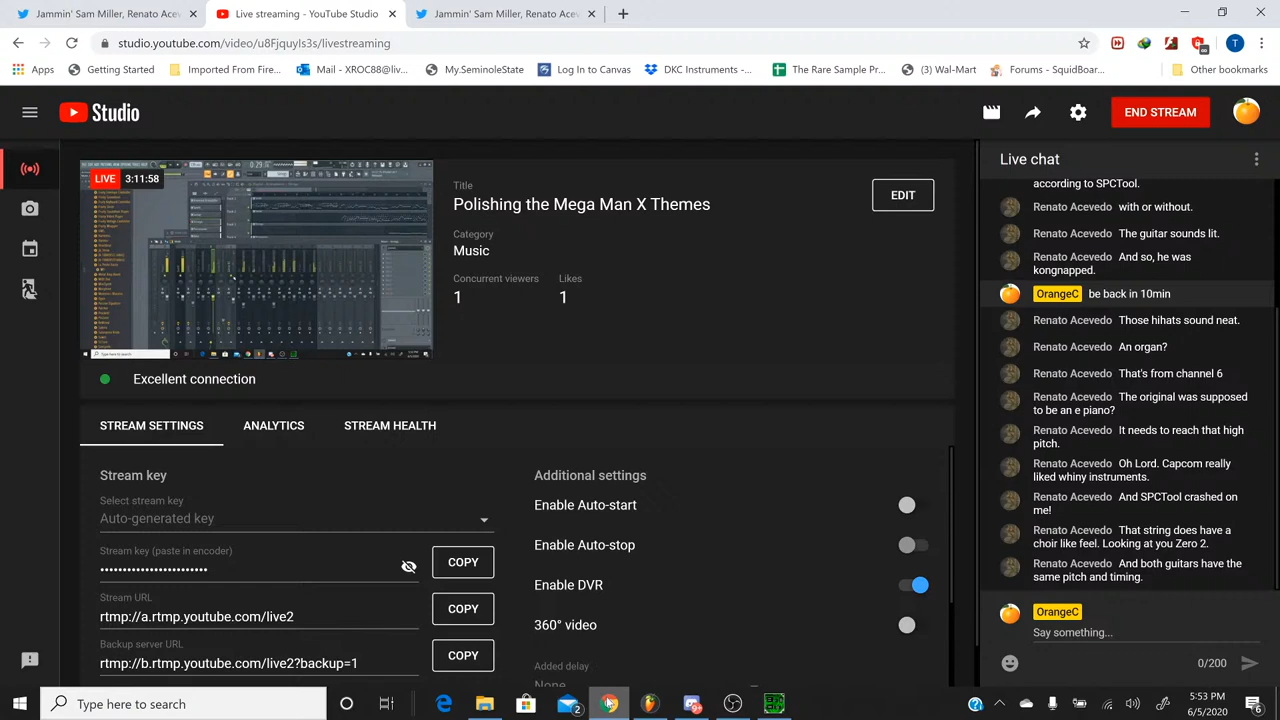 Jammin' Sam Miller, Renato Acev
Live streaming - YouTube Studio
Jammin' Sam Miller, Renato Acev
studio.youtube.com/video/u8FjquyIs3s/livestreaming
T
Apps
Getting Started
Imported From Fire...
Mail - XROC88@liv...
My.SeminoleState
Log In to Canvas
DKC Instruments -...
The Rare Sample Pr...
(3) Wal-Mart
Forums - SquidBoar...
Other bookmarks
Studio
END STREAM
LIVE 3:11:58
Title
Polishing the Mega Man X Themes
EDIT
Category
Music
Concurrent viewers
1
Likes
1
Excellent connection
STREAM SETTINGS
ANALYTICS
STREAM HEALTH
Stream key
Select stream key
Auto-generated key
Stream key (paste in encoder)
COPY
Stream URL
rtmp://a.rtmp.youtube.com/live2
COPY
Backup server URL
rtmp://b.rtmp.youtube.com/live2?backup=1
COPY
Additional settings
Enable Auto-start
Enable Auto-stop
Enable DVR
360° video
Added delay
None
Live chat
according to SPCTool.
Renato Acevedo with or without.
Renato Acevedo The guitar sounds lit.
Renato Acevedo And so, he was
kongnapped.
OrangeC be back in 10min
Renato Acevedo Those hihats sound neat
Renato Acevedo An organ?
Renato Acevedo That's from channel 6
Renato Acevedo The original was supposed
to be an e piano?
Renato Acevedo It needs to reach that high
pitch.
Renato Acevedo Oh Lord. Capcom really
liked whiny instruments.
Renato Acevedo And SPCTool crashed on
me!
Renato Acevedo That string does have a
choir like feel. Looking at you Zero 2.
Renato Acevedo And both guitars have the
same pitch and timing.
OrangeC
Say something...
0/200
Type here to search
2
5:53 PM
6/5/2020
6